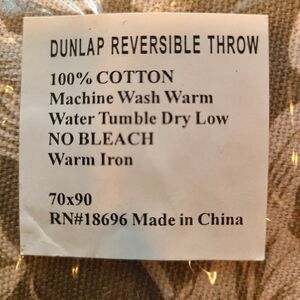 DUNLAP REVERSIBLE THROW
100% COTTON
Machine Wash Warm
Water Tumble Dry Low
NO BLEACH
Warm Iron
70x90
RN#18696 Made in China